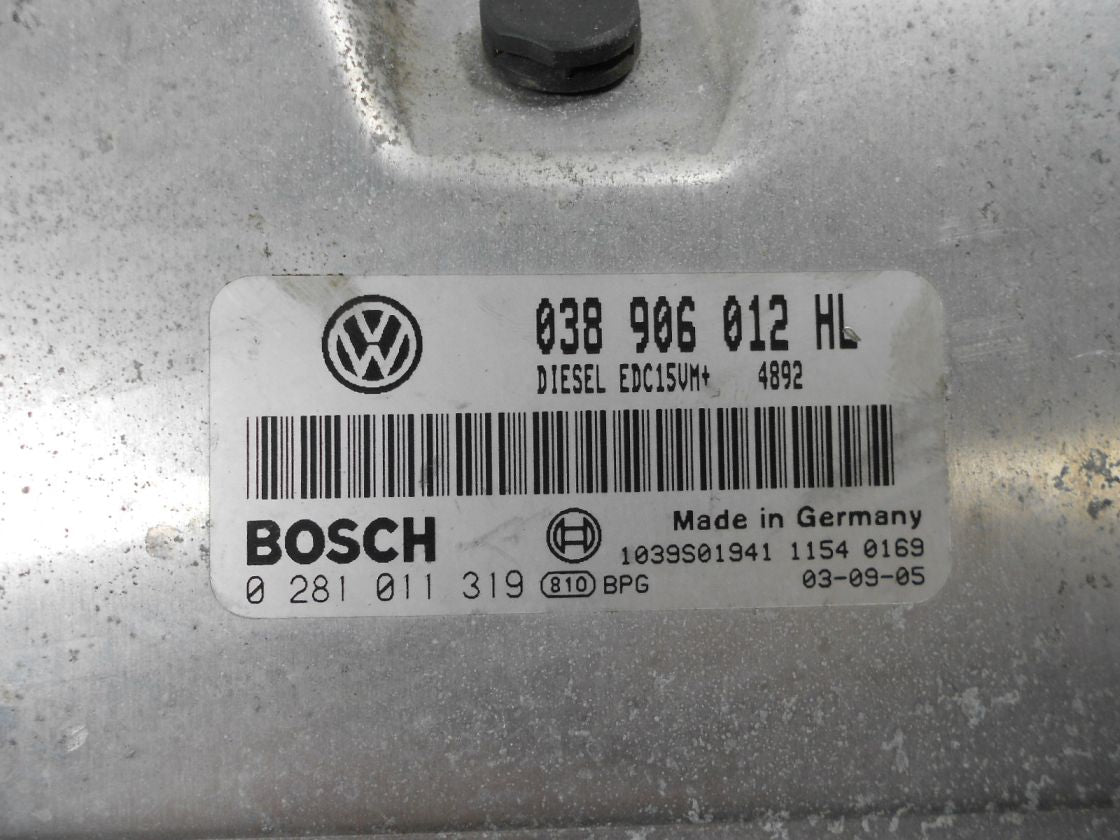 038 906 012 HL
DIESEL EDC15VM+ 4892
BOSCH
Made in Germany
1039S01941 1154 0169
0 281 011 319 810 BPG
03-09-05